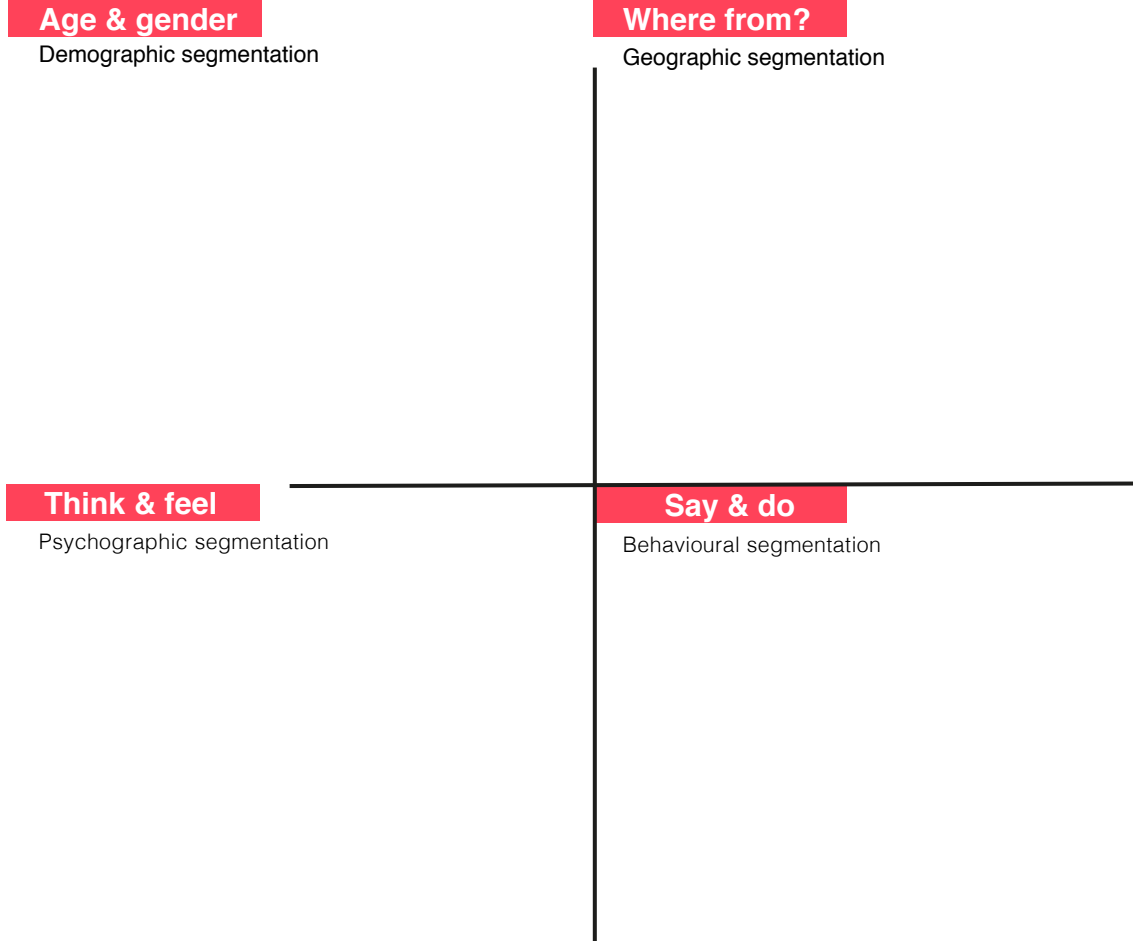 Age & gender
Demographic segmentation
Where from?
Geographic segmentation
Think & feel
Psychographic segmentation
Say & do
Behavioural segmentation